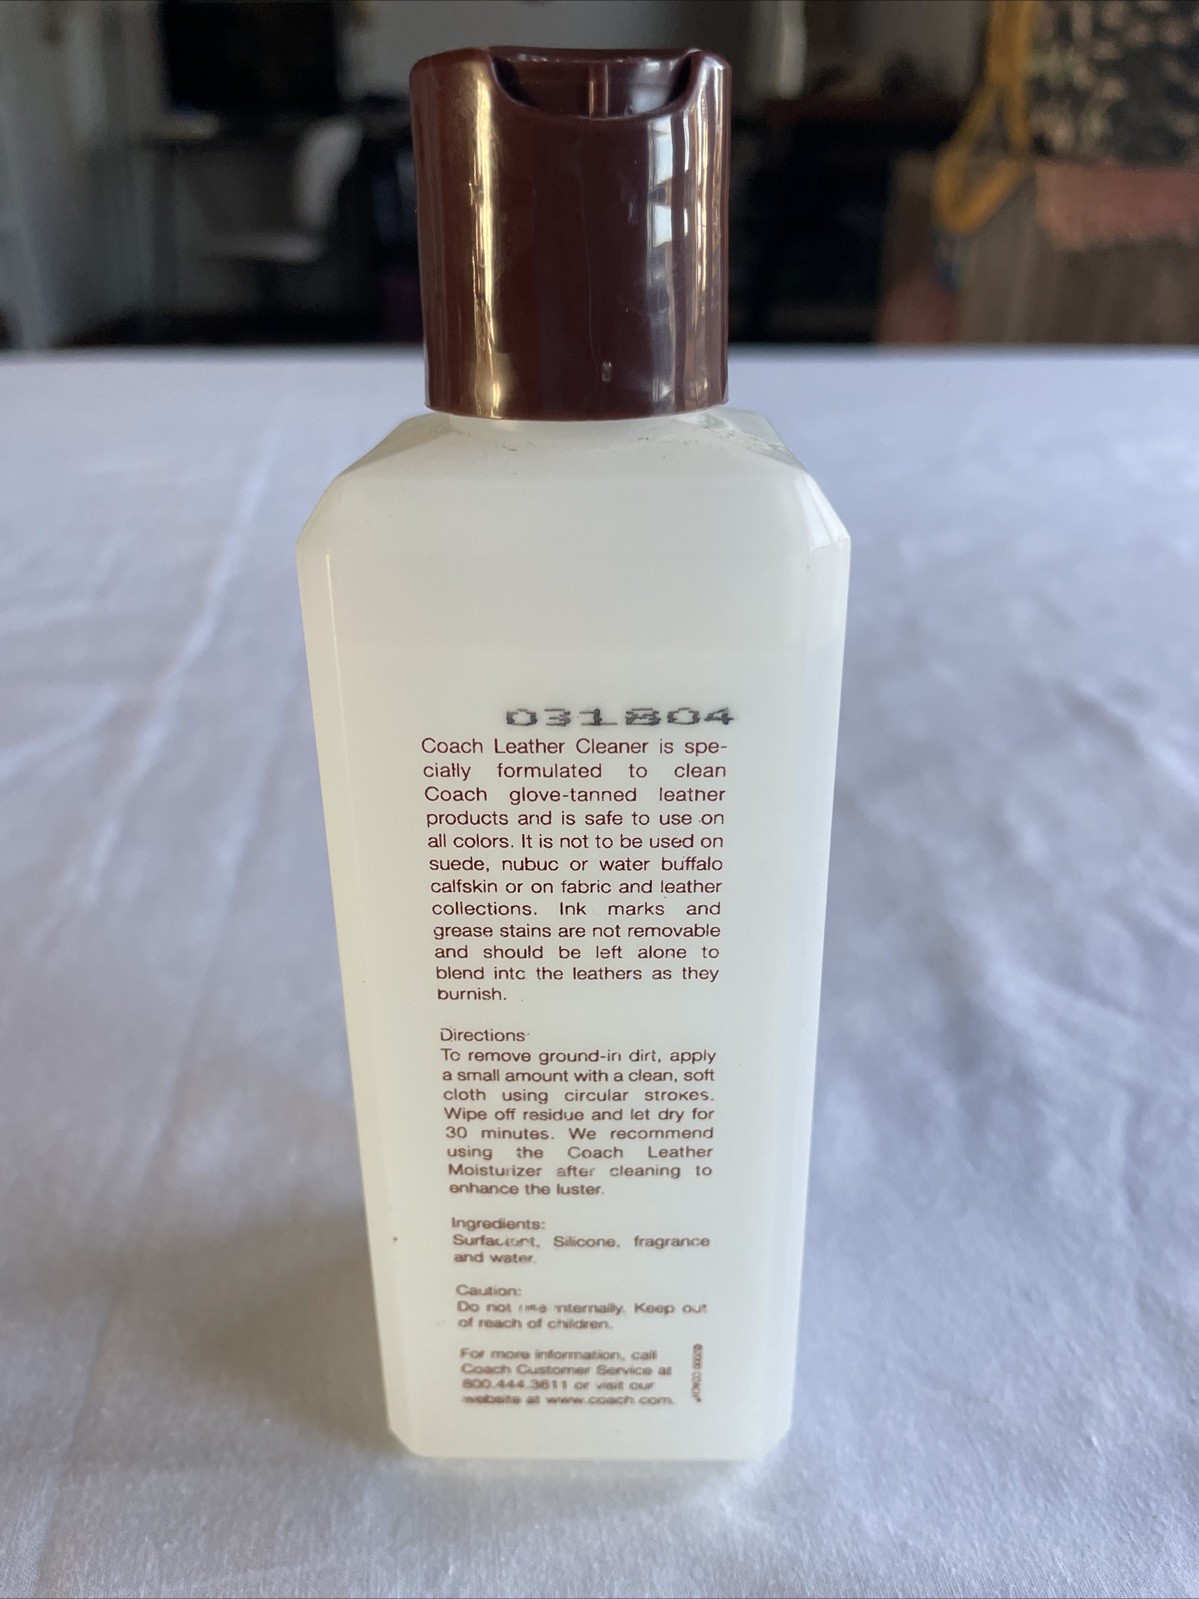 031804
Coach Leather Cleaner is spe-
cially formulated to clean
Coach glove-tanned leather
products and is safe to use on
all colors. It is not to be used on
suede, nubuc or water buffalo
calfskin or on fabric and leather
collections. Ink marks and
grease stains are not removable
and should be left alone to
blend into the leathers as they
burnish.
Directions:
To remove ground-in dirt, apply
a small amount with a clean, soft
cloth using circular strokes.
Wipe off residue and let dry for
30 minutes. We recommend
using the Coach Leather
Moisturizer after cleaning to
enhance the luster.
Ingredients:
Surfactant, Silicone, fragrance
and water.
Caution:
Do not use internally. Keep out
of reach of children.
For more information, call
Coach Customer Service at
800.444.3611 or visit our
website at www.coach.com.
©2000 COACH®